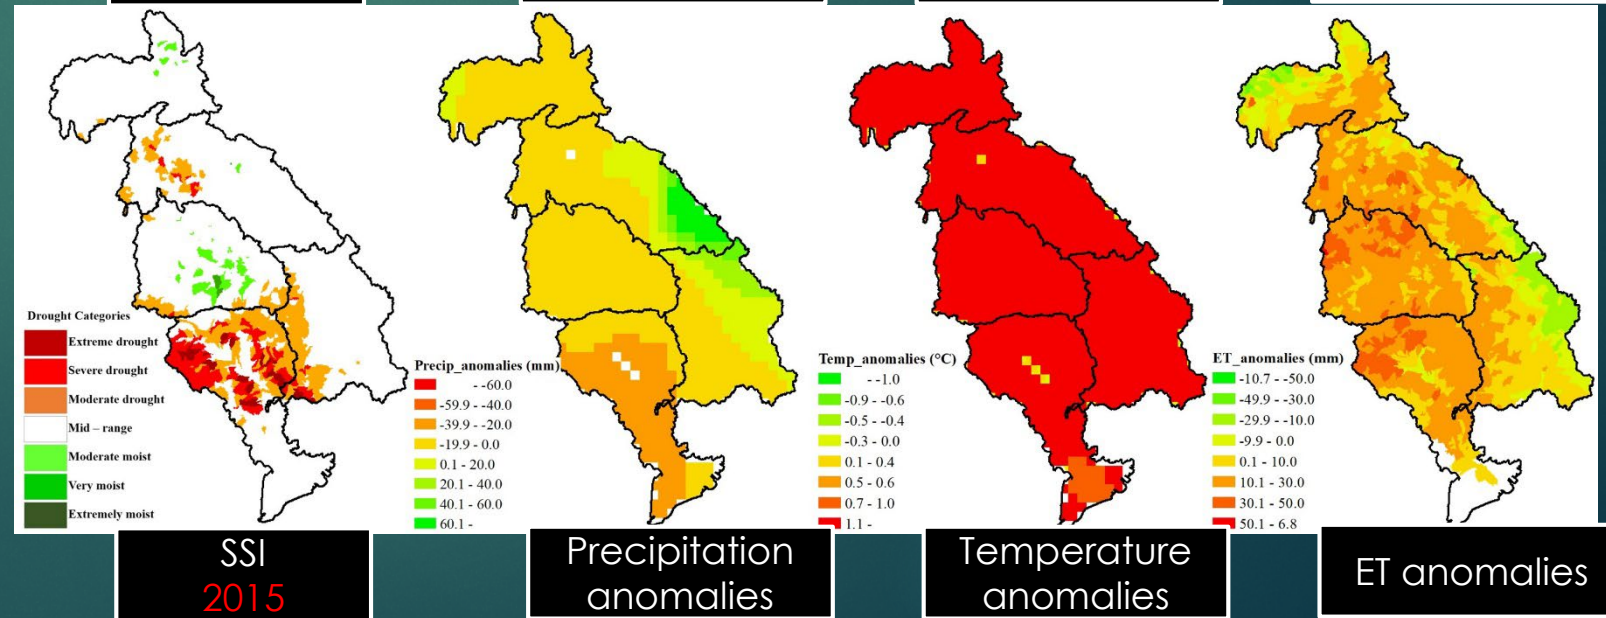 Drought Categories
Extreme drought
Severe drought
Moderate drought
Mid – range
Moderate moist
Very moist
Extremely moist
Precip_anomalies (mm)
- -60.0
-59.9 - -40.0
-39.9 - -20.0
-19.9 - 0.0
0.1 - 20.0
20.1 - 40.0
40.1 - 60.0
60.1 -
Temp_anomalies (°C)
- -1.0
-0.9 - -0.6
-0.5 - -0.4
-0.3 - 0.0
0.1 - 0.4
0.5 - 0.6
0.7 - 1.0
1.1 -
ET_anomalies (mm)
-10.7 - -50.0
-49.9 - -30.0
-29.9 - -10.0
-9.9 - 0.0
0.1 - 10.0
10.1 - 30.0
30.1 - 50.0
50.1 - 6.8
SSI
2015
Precipitation
anomalies
Temperature
anomalies
ET anomalies